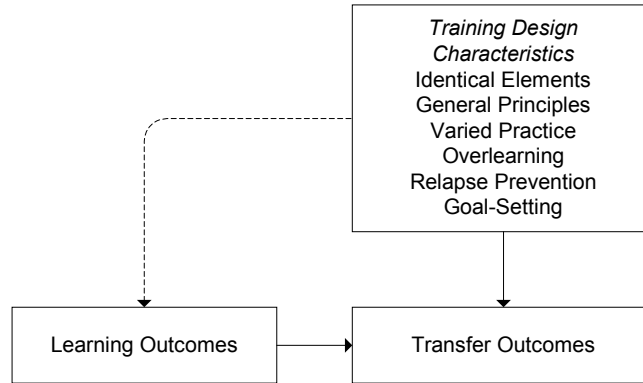 Training Design
Characteristics
Identical Elements
General Principles
Varied Practice
Overlearning
Relapse Prevention
Goal-Setting
Learning Outcomes
Transfer Outcomes